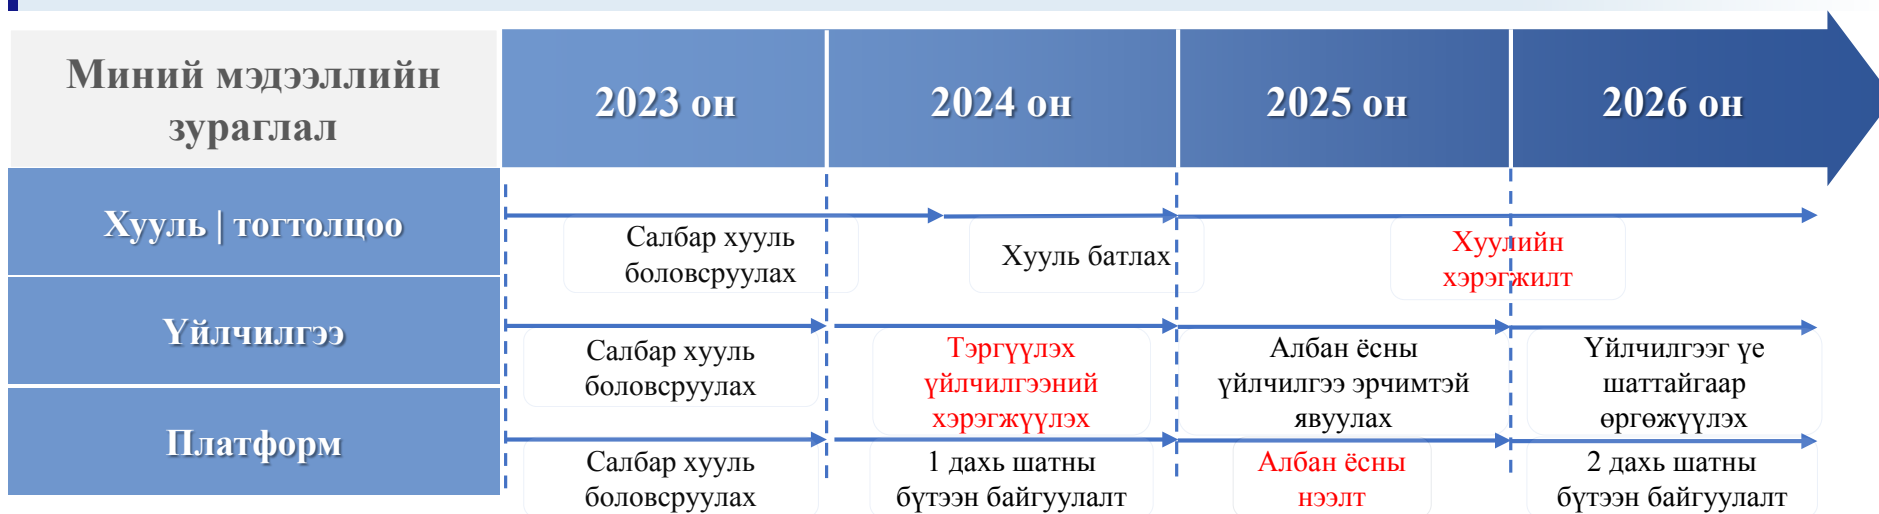 Миний мэдээллийн
зураглал
2023 он
2024 он
2025 он
2026 он
Хууль | тогтолцоо
Салбар хууль
боловсруулах
Хууль батлах
Хуулийн
хэрэгжилт
Үйлчилгээ
Салбар хууль
боловсруулах
Тэргүүлэх
үйлчилгээний
хэрэгжүүлэх
Албан ёсны
үйлчилгээ эрчимтэй
явуулах
Үйлчилгээг үе
шаттайгаар
өргөжүүлэх
Платформ
Салбар хууль
боловсруулах
1 дахь шатны
бүтээн байгуулалт
Албан ёсны
нээлт
2 дахь шатны
бүтээн байгуулалт